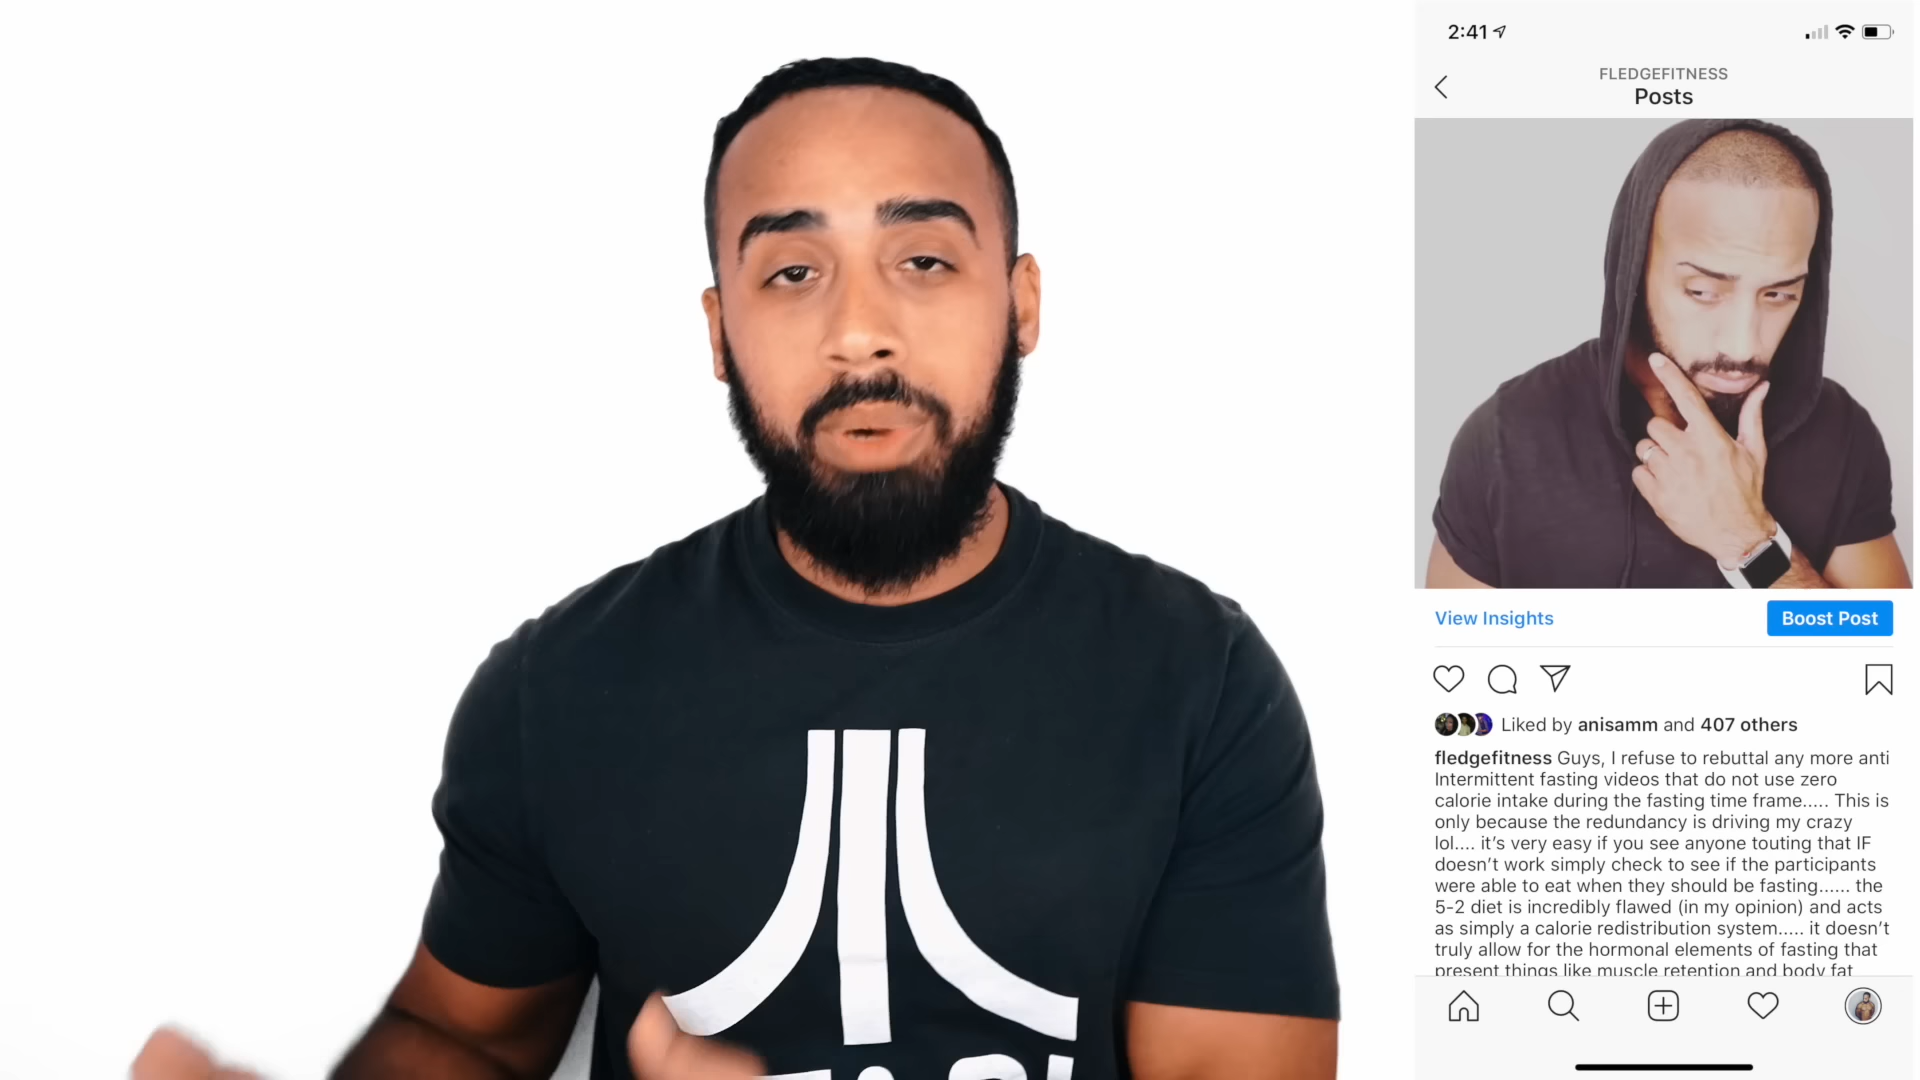 2:41
FLEDGEFITNESS
Posts
View Insights
Boost Post
Liked by anisamm and 407 others
fledgefitness Guys, I refuse to rebuttal any more anti
Intermittent fasting videos that do not use zero
calorie intake during the fasting time frame..... This is
only because the redundancy is driving my crazy
lol.... it's very easy if you see anyone touting that IF
doesn't work simply check to see if the participants
were able to eat when they should be fasting...... the
5-2 diet is incredibly flawed (in my opinion) and acts
as simply a calorie redistribution system..... it doesn't
truly allow for the hormonal elements of fasting that
present things like muscle retention and body fat